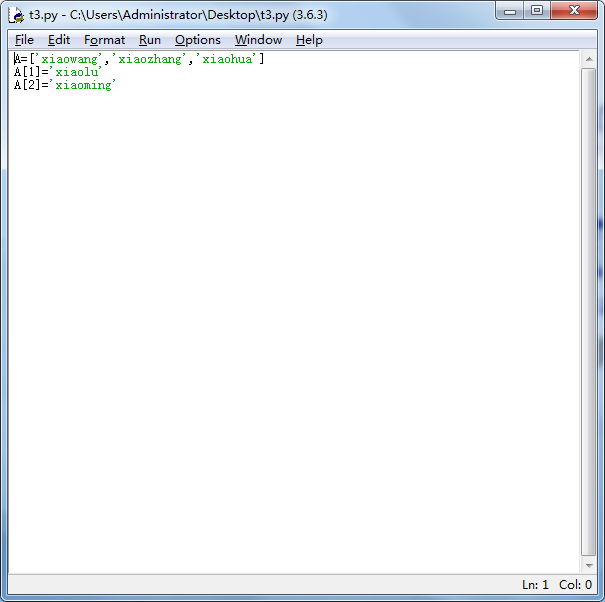 t3.py - C:\Users\Administrator\Desktop\t3.py (3.6.3)
File Edit Format Run Options Window Help
A=['xiaowang','xiaozhang','xiaohua']
A[1]='xiaolu'
A[2]='xiaoming'
Ln: 1 Col: 0